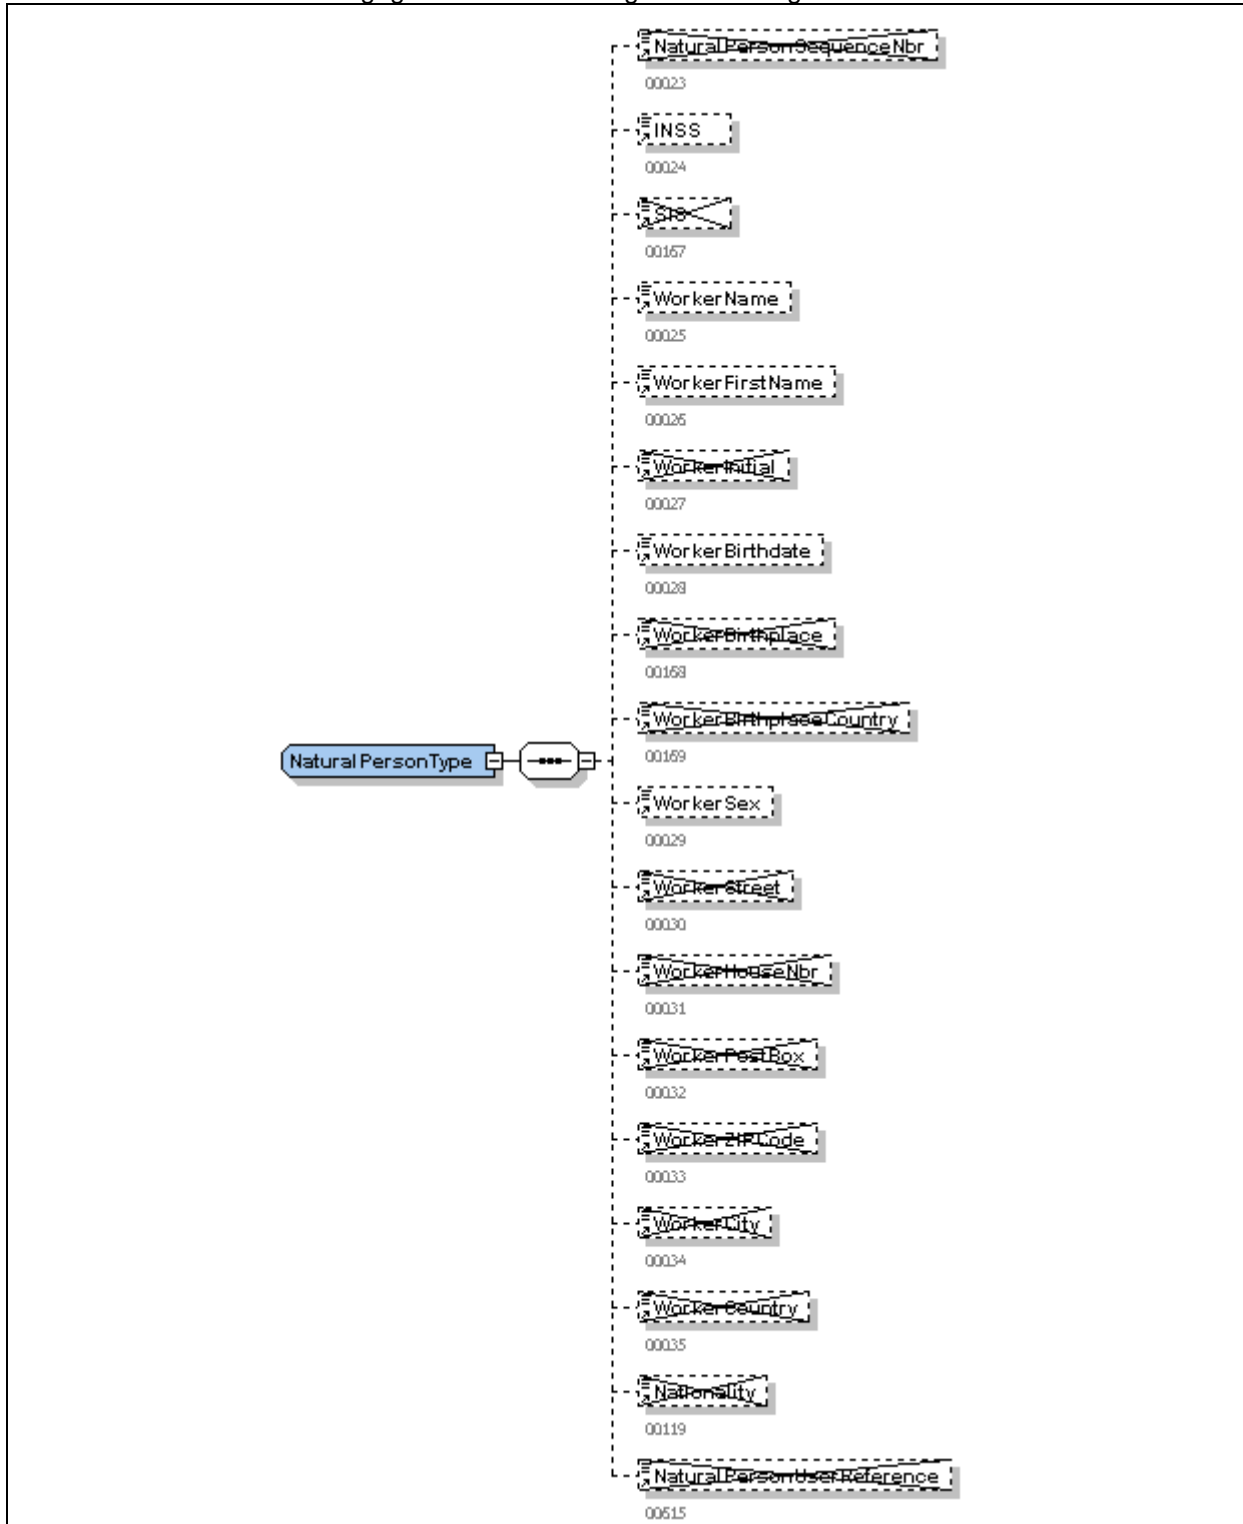 NaturalPersonSequenceNbr
00023
INSS
00024
SIS
00167
WorkerName
00025
WorkerFirstName
00026
WorkerInitial
00027
WorkerBirthdate
00028
WorkerBirthplace
00168
WorkerBirthplaceCountry
00169
NaturalPersonType
WorkerSex
00029
WorkerStreet
00030
WorkerHouseNbr
00031
WorkerPostBox
00032
WorkerZIPCode
00033
WorkerCity
00034
WorkerCountry
00035
Nationality
00119
NaturalPersonUserReference
00615